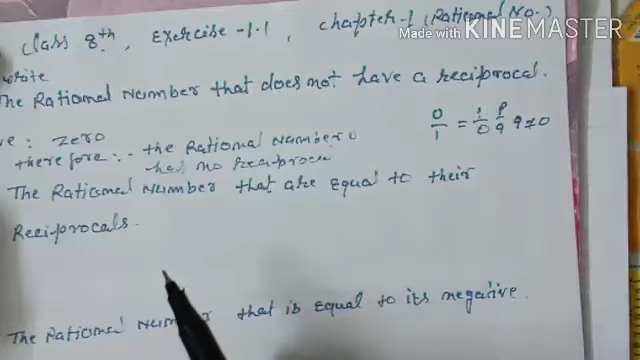 Made with KINEMASTER
class 8th, Exercise -1.1, chapter-1 (Rational No.)
write
The Rational Number that does not have a reciprocal.
ve: zero
0/1 = 1/0 p/q q≠0
therefore:- the Rational Number 0
has no
The Rational Number that are equal to their
Reciprocals.
The Rational Number that is equal to its negative.